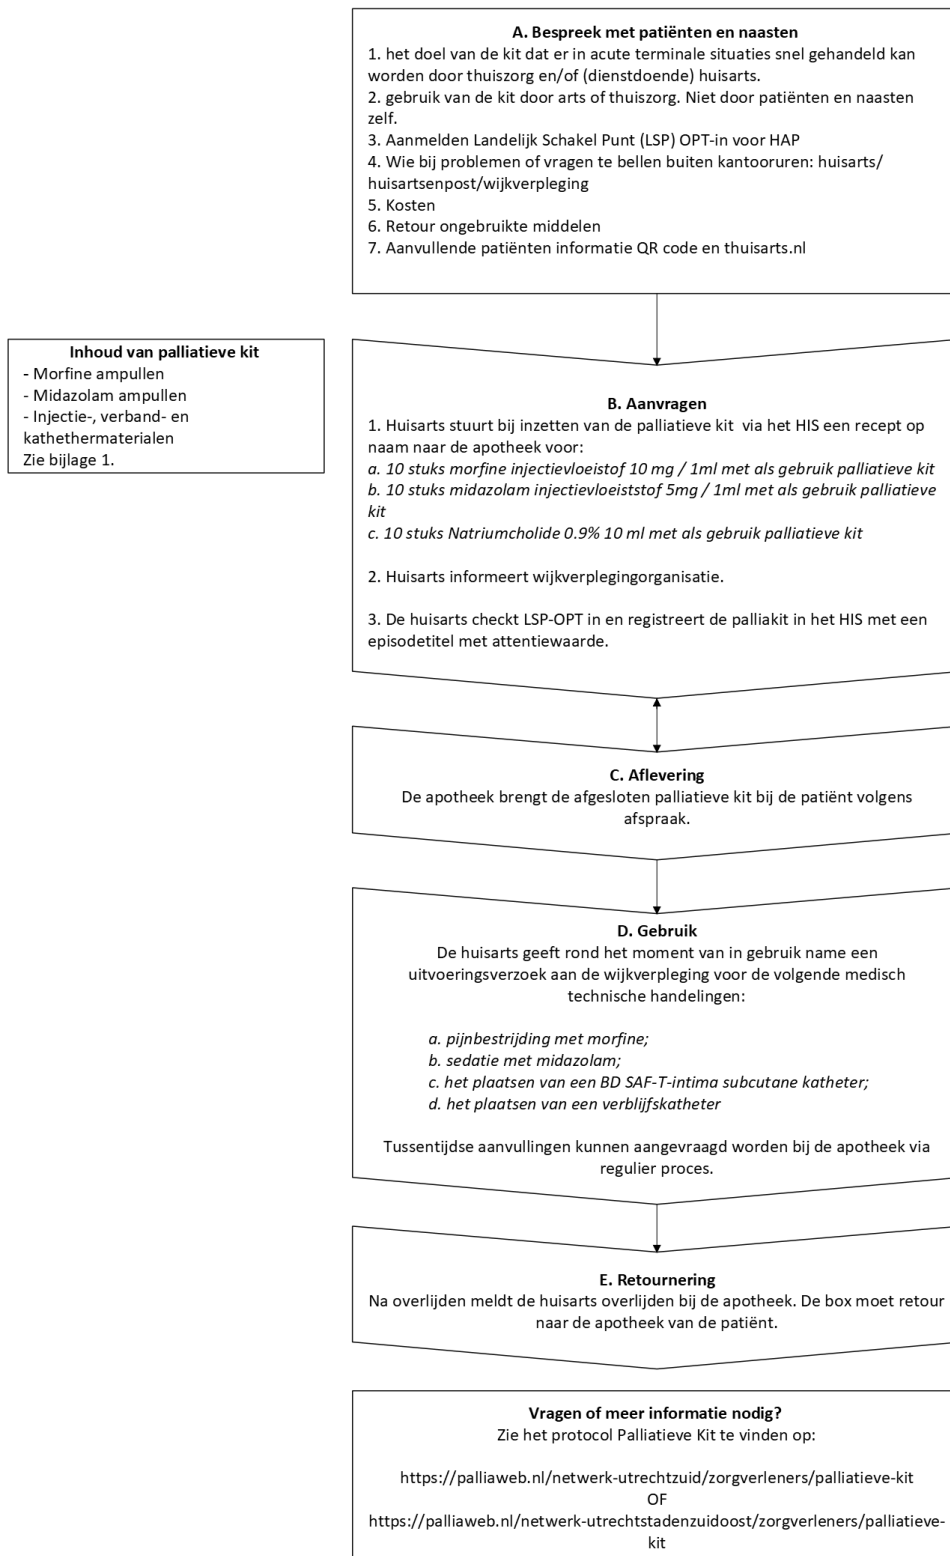 A. Bespreek met patiënten en naasten
1. het doel van de kit dat er in acute terminale situaties snel gehandeld kan
worden door thuiszorg en/of (dienstdoende) huisarts.
2. gebruik van de kit door arts of thuiszorg. Niet door patiënten en naasten
zelf.
3. Aanmelden Landelijk Schakel Punt (LSP) OPT-in voor HAP
4. Wie bij problemen of vragen te bellen buiten kantooruren: huisarts/
huisartsenpost/wijkverpleging
5. Kosten
6. Retour ongebruikte middelen
7. Aanvullende patiënten informatie QR code en thuisarts.nl
Inhoud van palliatieve kit
- Morfine ampullen
- Midazolam ampullen
- Injectie-, verband- en
kathethermaterialen
Zie bijlage 1.
B. Aanvragen
1. Huisarts stuurt bij inzetten van de palliatieve kit via het HIS een recept op
naam naar de apotheek voor:
a. 10 stuks morfine injectievloeistof 10 mg / 1ml met als gebruik palliatieve kit
b. 10 stuks midazolam injectievloeiststof 5mg / 1ml met als gebruik palliatieve
kit
c. 10 stuks Natriumcholide 0.9% 10 ml met als gebruik palliatieve kit
2. Huisarts informeert wijkverplegingorganisatie.
3. De huisarts checkt LSP-OPT in en registreert de palliakit in het HIS met een
episodetitel met attentiewaarde.
C. Aflevering
De apotheek brengt de afgesloten palliatieve kit bij de patiënt volgens
afspraak.
D. Gebruik
De huisarts geeft rond het moment van in gebruik name een
uitvoeringsverzoek aan de wijkverpleging voor de volgende medisch
technische handelingen:
a. pijnbestrijding met morfine;
b. sedatie met midazolam;
c. het plaatsen van een BD SAF-T-intima subcutane katheter;
d. het plaatsen van een verblijfskatheter
Tussentijdse aanvullingen kunnen aangevraagd worden bij de apotheek via
regulier proces.
E. Retournering
Na overlijden meldt de huisarts overlijden bij de apotheek. De box moet retour
naar de apotheek van de patiënt.
Vragen of meer informatie nodig?
Zie het protocol Palliatieve Kit te vinden op:
https://palliaweb.nl/netwerk-utrechtzuid/zorgverleners/palliatieve-kit
OF
https://palliaweb.nl/netwerk-utrechtstadenzuidoost/zorgverleners/palliatieve-
kit